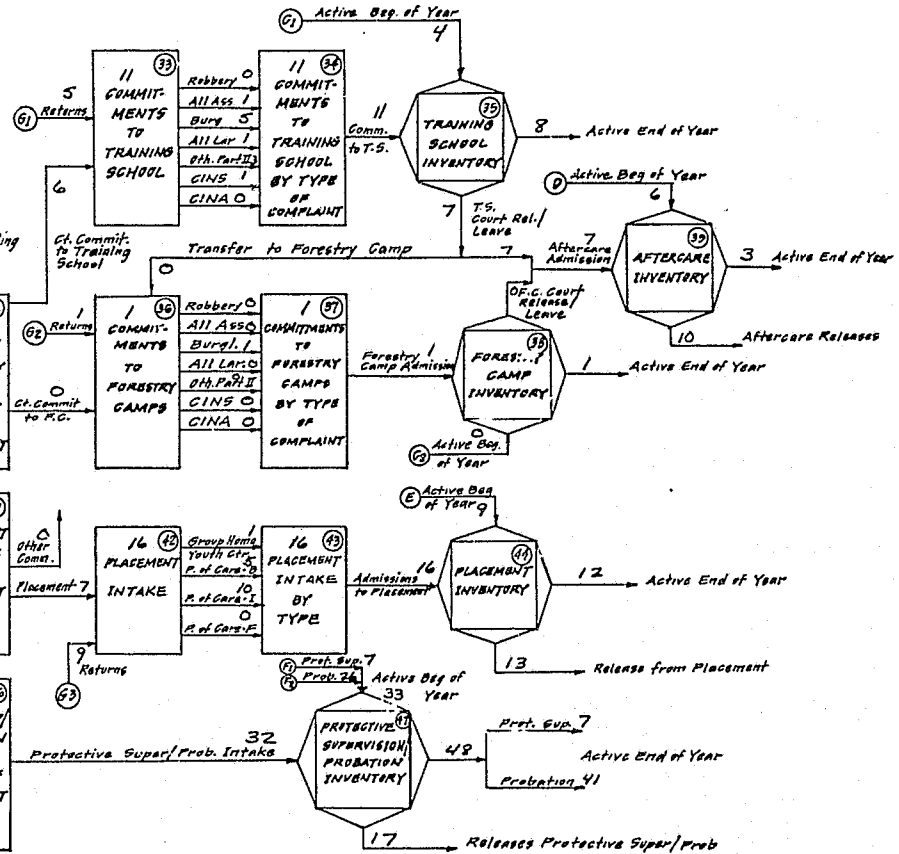 G1 Active Beg. of Year
4
33
11
COMMIT-
MENTS
TO
TRAINING
SCHOOL
5
G1 Returns
6
Ct. Commit.
to Training
School
Robbery 0
All Ass. 1
Burg 5
All Lar 1
Oth. Part II 3
CINS 1
CINA 0
34
11
COMMIT-
MENTS
TO
TRAINING
SCHOOL
BY TYPE
OF
COMPLAINT
11
Comm.
to T.S.
35
TRAINING
SCHOOL
INVENTORY
8 Active End of Year
7 T.S.
Court Rel./
Leave
D Active Beg of Year
6
Transfer to Forestry Camp
0
7
7
Aftercare
Admission
39
AFTERCARE
INVENTORY
3 Active End of Year
10 Aftercare Releases
1
G2 Returns
0
Ct. Commit
to F.C.
36
1
COMMIT-
MENTS
TO
FORESTRY
CAMPS
Robbery 0
All Ass 0
Burgl. 1
All Lar. 0
Oth. Part II 0
CINS 0
CINA 0
37
1
COMMITMENTS
TO
FORESTRY
CAMPS
BY TYPE
OF
COMPLAINT
Forestry 1
Camp Admission
0 F.C. Court
Release/
Leave
38
CAMP
INVENTORY
1 Active End of Year
0
Active Beg.
of Year
0
Other
Comm.
Placement 7
9
Returns
G3
42
16
PLACEMENT
INTAKE
1
Group Home
Youth Ctr. 5
P. of Care-B
10
P. of Care-I
0
P. of Care-F
43
16
PLACEMENT
INTAKE
BY
TYPE
16
Admissions
to Placement
E Active Beg
of Year 9
44
PLACEMENT
INVENTORY
12 Active End of Year
13 Release from Placement
F1 Prot. Sup. 7
F2 Prob. 26
Active Beg of
Year
33
32
Protective Super/Prob. Intake
47
PROTECTIVE
SUPERVISION/
PROBATION
INVENTORY
48
Prot. Sup. 7
Active End of Year
Probation 41
17 Releases Protective Super/Prob